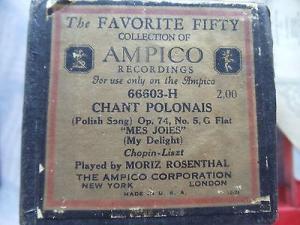 The FAVORITE FIFTY
COLLECTION OF
AMPICO
RECORDINGS
For use only on the Ampico
66603-H 2.00
CHANT POLONAIS
(Polish Song) Op. 74, No. 5, G Flat
"MES JOIES"
(My Delight)
Chopin-Liszt
Played by MORIZ ROSENTHAL
THE AMPICO CORPORATION
NEW YORK LONDON
MADE IN U. S. A.